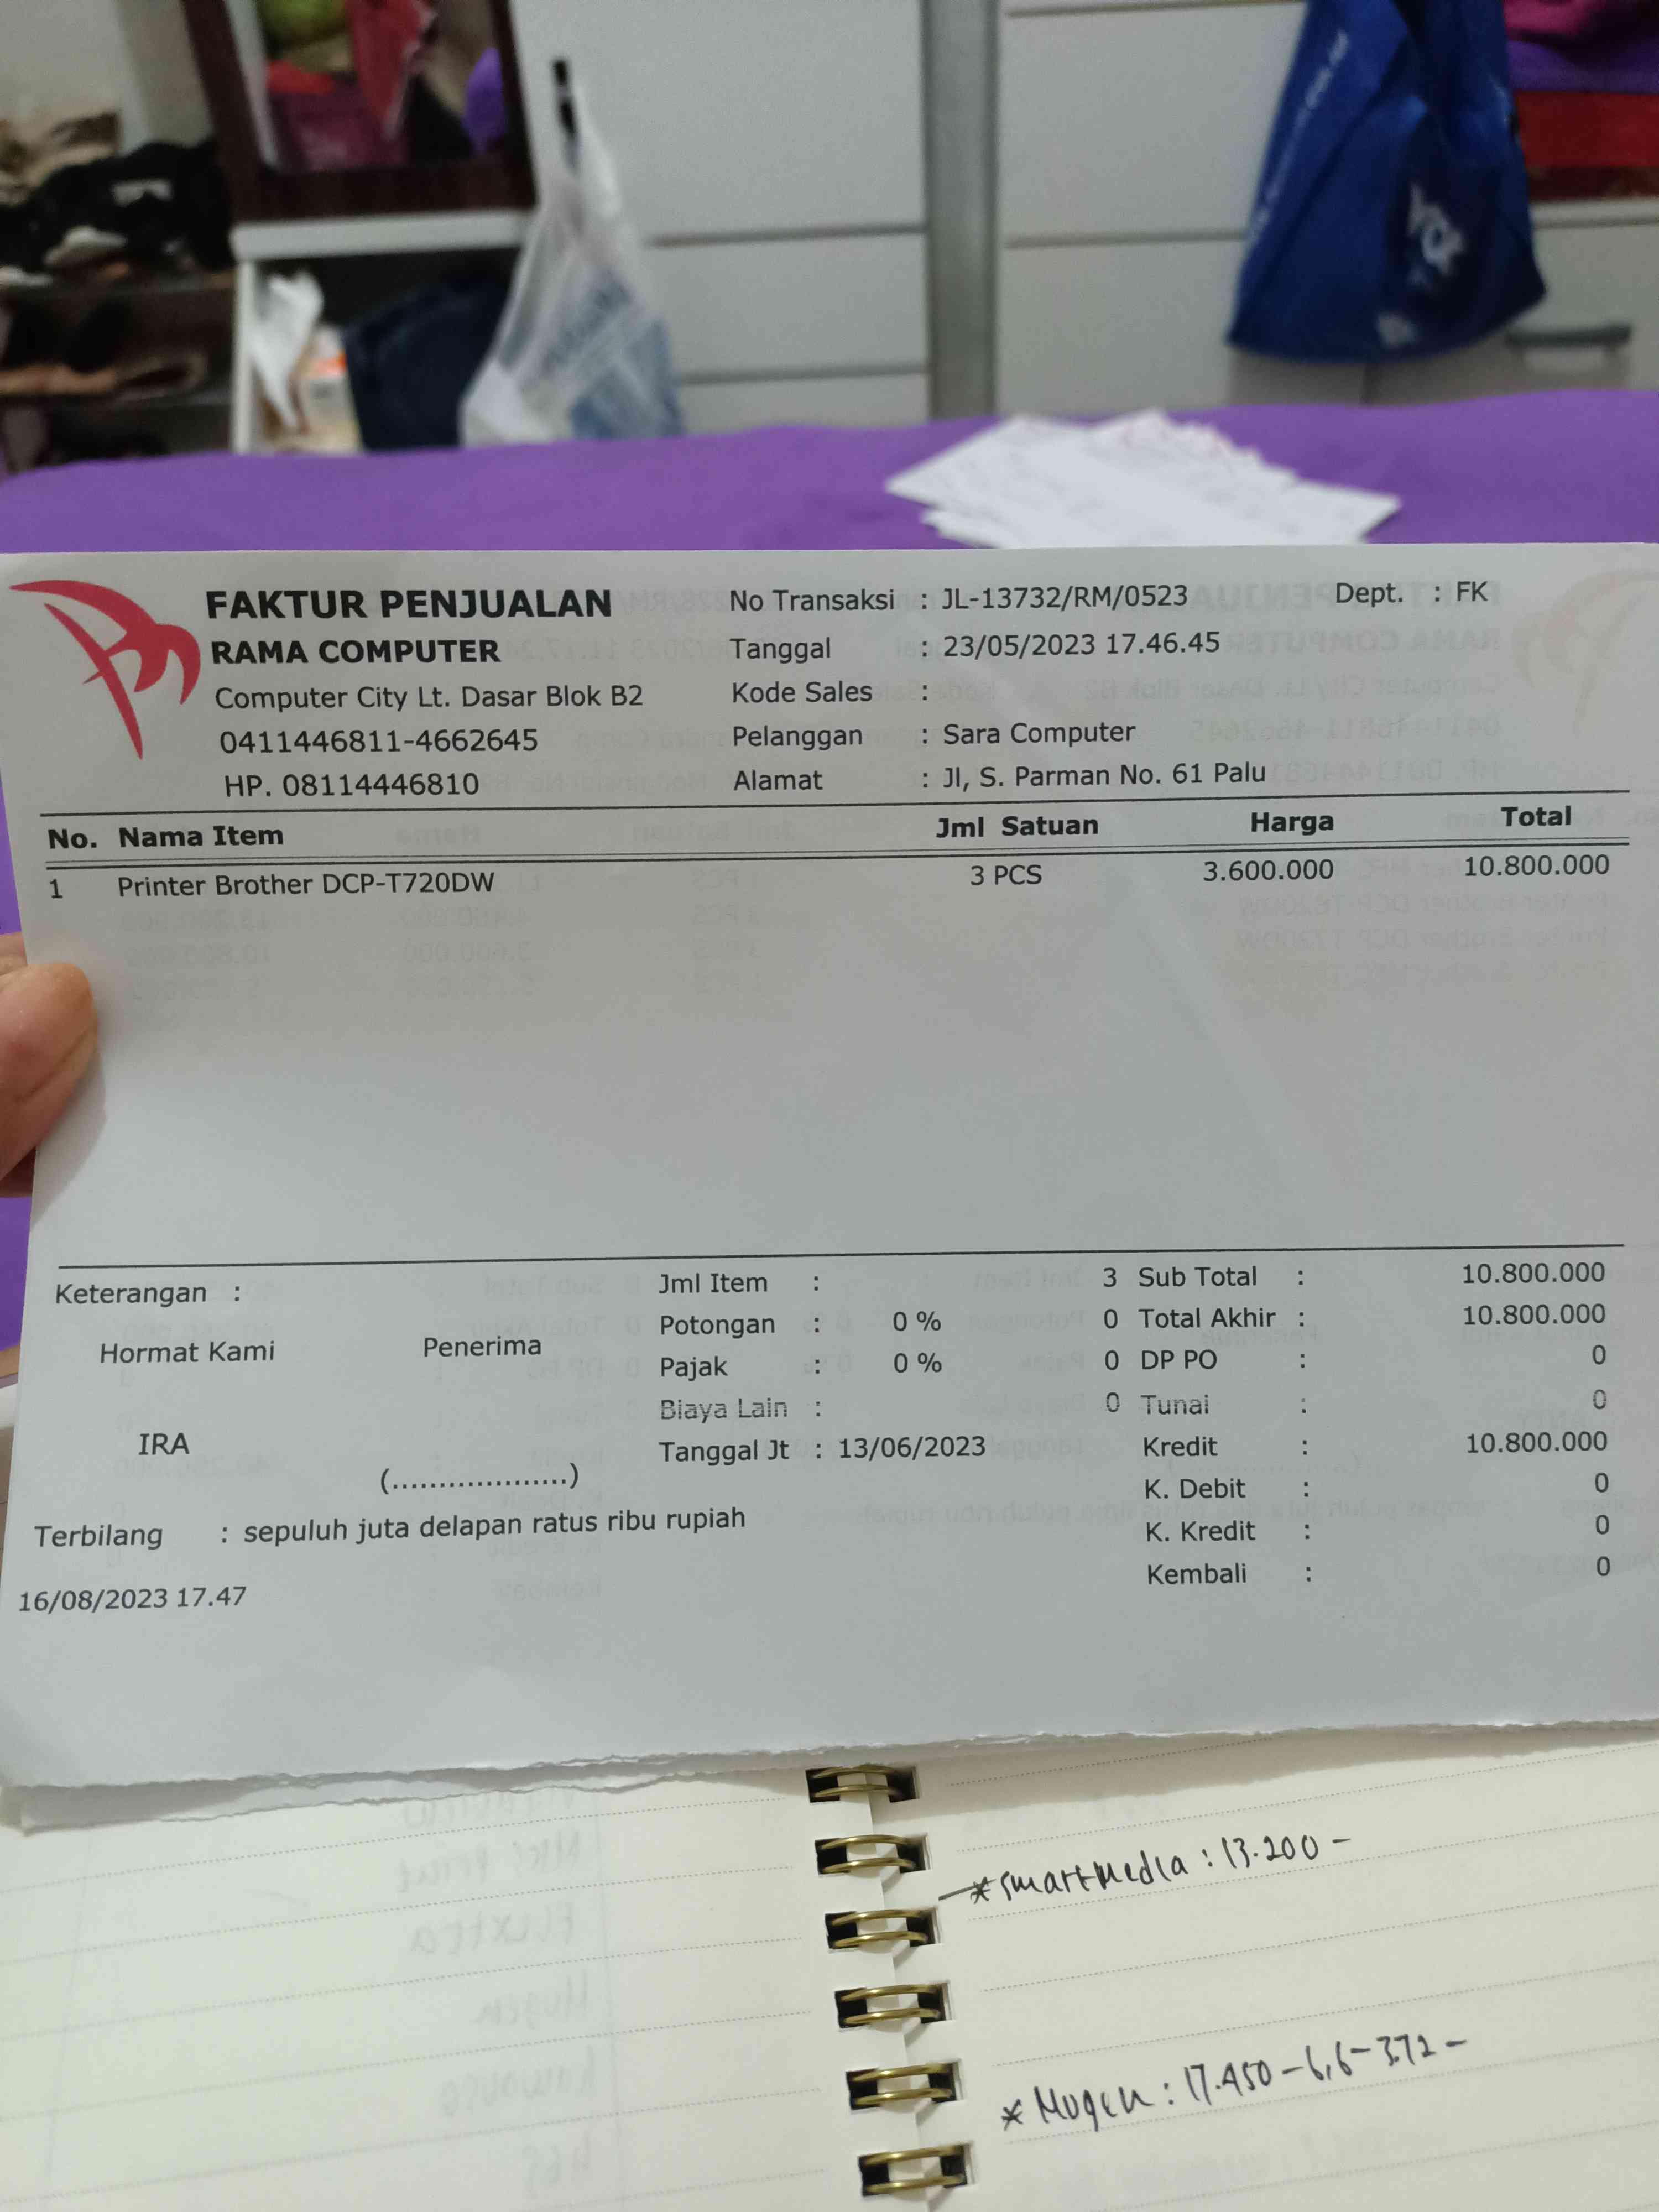 FAKTUR PENJUALAN
RAMA COMPUTER
Computer City Lt. Dasar Blok B2
0411446811-4662645
HP. 08114446810
No Transaksi : JL-13732/RM/0523 Dept. : FK
Tanggal : 23/05/2023 17.46.45
Kode Sales :
Pelanggan : Sara Computer
Alamat : Jl, S. Parman No. 61 Palu
No. Nama Item Jml Satuan Harga Total
1 Printer Brother DCP-T720DW 3 PCS 3.600.000 10.800.000
Keterangan :
Hormat Kami Penerima
IRA
(...................)
Jml Item : 3
Potongan : 0 % 0
Pajak : 0 % 0
Biaya Lain : 0
Tanggal Jt : 13/06/2023
Sub Total : 10.800.000
Total Akhir : 10.800.000
DP PO : 0
Tunai : 0
Kredit : 10.800.000
K. Debit : 0
K. Kredit : 0
Kembali : 0
Terbilang : sepuluh juta delapan ratus ribu rupiah
16/08/2023 17.47
* smartmedia : 13.200 -
* Mugen : 17.450 - 6,6 - 372 -